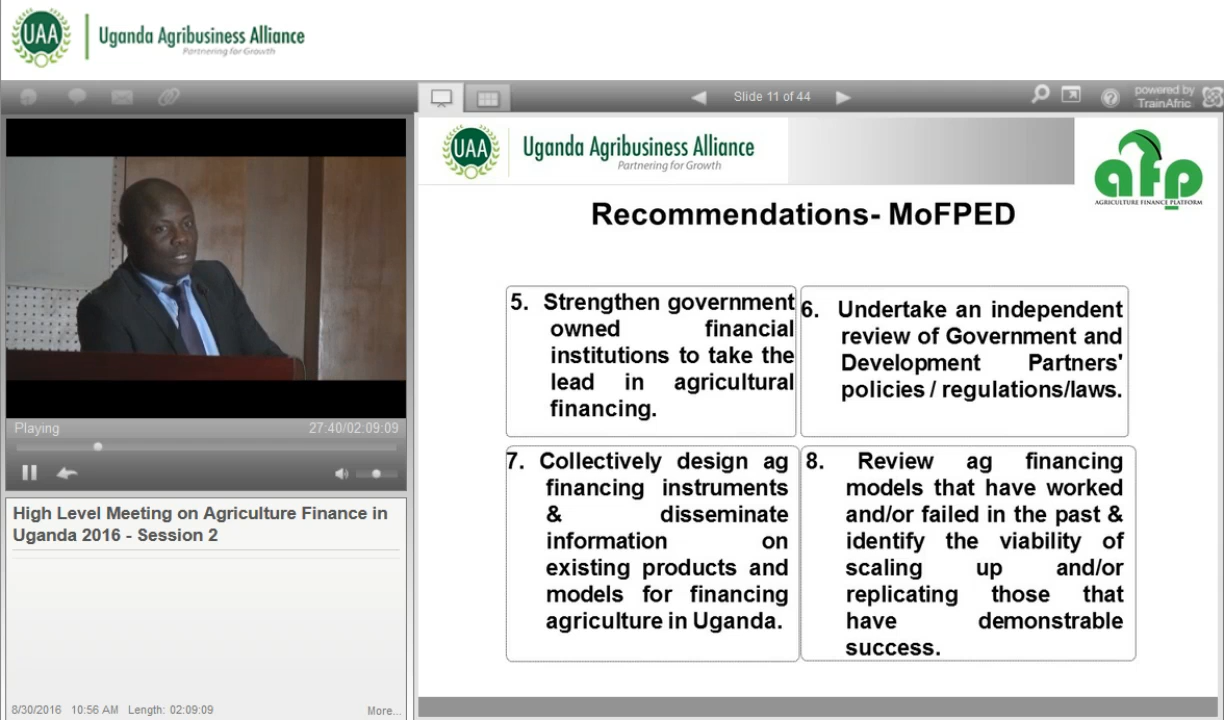 UAA
Uganda Agribusiness Alliance
Partnering for Growth
Slide 11 of 44
powered by
TrainAfric
Playing
27:40/02:09:09
High Level Meeting on Agriculture Finance in
Uganda 2016 - Session 2
8/30/2016 10:56 AM Length: 02:09:09
More...
UAA
Uganda Agribusiness Alliance
Partnering for Growth
afp
AGRICULTURE FINANCE PLATFORM
Recommendations- MoFPED
5. Strengthen government
owned financial
institutions to take the
lead in agricultural
financing.
6. Undertake an independent
review of Government and
Development Partners'
policies / regulations/laws.
7. Collectively design ag
financing instruments
& disseminate
information on
existing products and
models for financing
agriculture in Uganda.
8. Review ag financing
models that have worked
and/or failed in the past &
identify the viability of
scaling up and/or
replicating those that
have demonstrable
success.